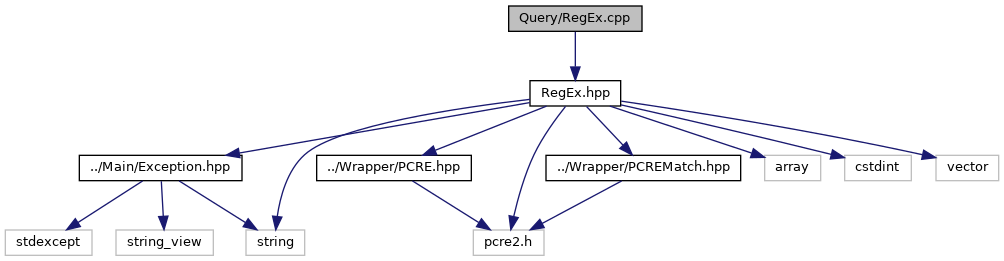 Query/RegEx.cpp
RegEx.hpp
../Main/Exception.hpp
../Wrapper/PCRE.hpp
../Wrapper/PCREMatch.hpp
array
cstdint
vector
stdexcept
string_view
string
pcre2.h